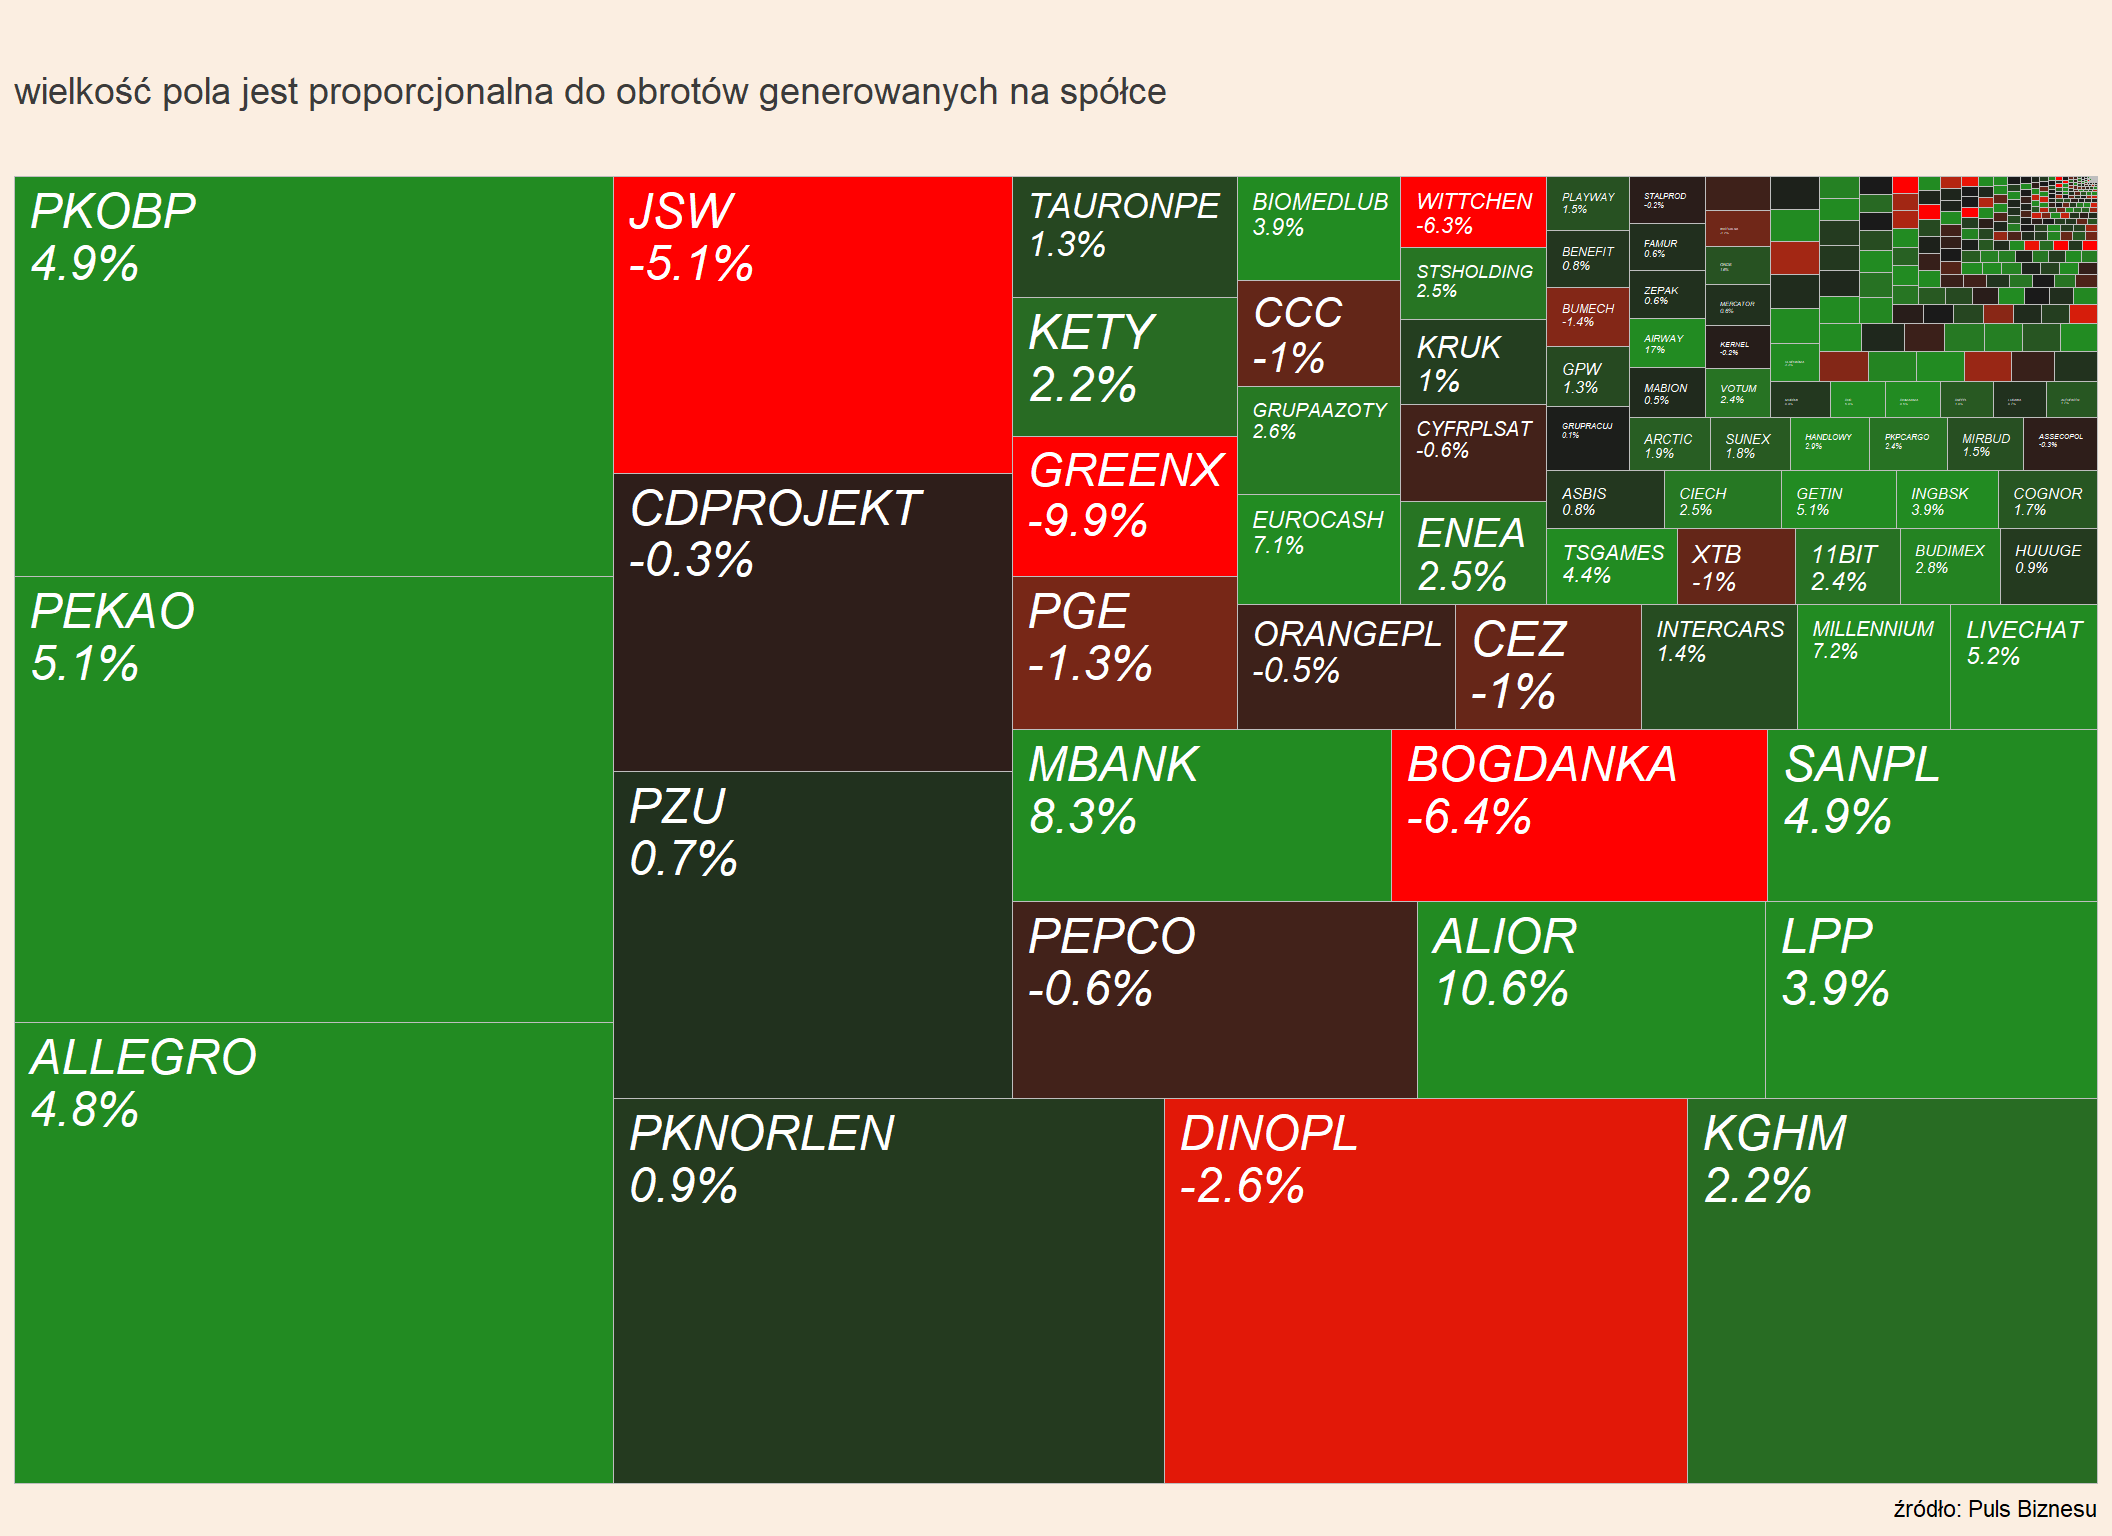 wielkość pola jest proporcjonalna do obrotów generowanych na spółce
PKOBP
4.9%
PEKAO
5.1%
ALLEGRO
4.8%
JSW
-5.1%
CDPROJEKT
-0.3%
PZU
0.7%
PKNORLEN
0.9%
DINOPL
-2.6%
KGHM
2.2%
TAURONPE
1.3%
KETY
2.2%
GREENX
-9.9%
PGE
-1.3%
MBANK
8.3%
BOGDANKA
-6.4%
SANPL
4.9%
PEPCO
-0.6%
ALIOR
10.6%
LPP
3.9%
BIOMEDLUB
3.9%
CCC
-1%
GRUPAAZOTY
2.6%
EUROCASH
7.1%
ORANGEPL
-0.5%
CEZ
-1%
INTERCARS
1.4%
MILLENNIUM
7.2%
LIVECHAT
5.2%
WITTCHEN
-6.3%
STSHOLDING
2.5%
KRUK
1%
CYFRPLSAT
-0.6%
ENEA
2.5%
PLAYWAY
1.5%
BENEFIT
0.8%
BUMECH
-1.4%
GPW
1.3%
GRUPRACUJ
0.1%
ASBIS
0.8%
CIECH
2.5%
GETIN
5.1%
INGBSK
3.9%
COGNOR
1.7%
TSGAMES
4.4%
XTB
-1%
11BIT
2.4%
BUDIMEX
2.8%
HUUUGE
0.9%
STALPROD
-0.2%
FAMUR
0.6%
ZEPAK
0.6%
AIRWAY
17%
MABION
0.5%
ARCTIC
1.9%
SUNEX
1.8%
HANDLOWY
2.9%
PKPCARGO
2.4%
MIRBUD
1.5%
ASSECOPOL
-0.3%
MERCATOR
0.6%
KERNEL
-0.2%
VOTUM
2.4%
źródło: Puls Biznesu